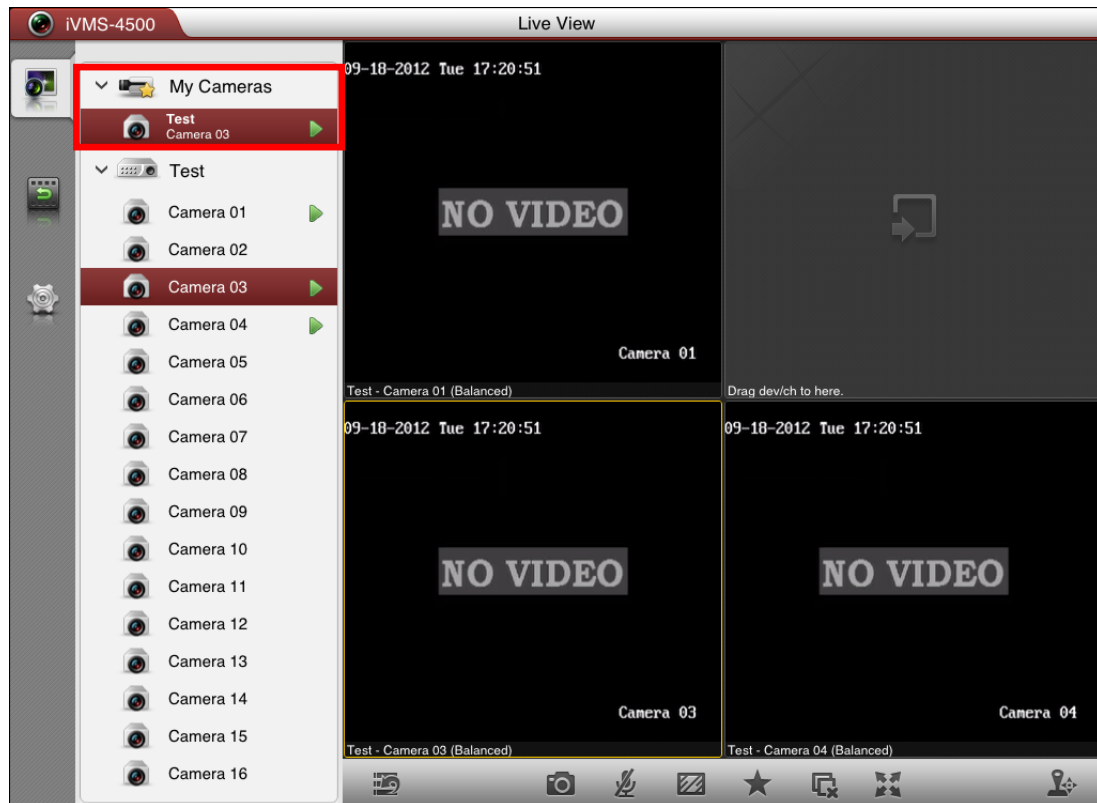 iVMS-4500
Live View
My Cameras
Test
Camera 03
Test
Camera 01
Camera 02
Camera 03
Camera 04
Camera 05
Camera 06
Camera 07
Camera 08
Camera 09
Camera 10
Camera 11
Camera 12
Camera 13
Camera 14
Camera 15
Camera 16
09-18-2012 Tue 17:20:51
NO VIDEO
Camera 01
Test - Camera 01 (Balanced)
Drag dev/ch to here.
09-18-2012 Tue 17:20:51
NO VIDEO
Camera 03
Test - Camera 03 (Balanced)
09-18-2012 Tue 17:20:51
NO VIDEO
Camera 04
Test - Camera 04 (Balanced)